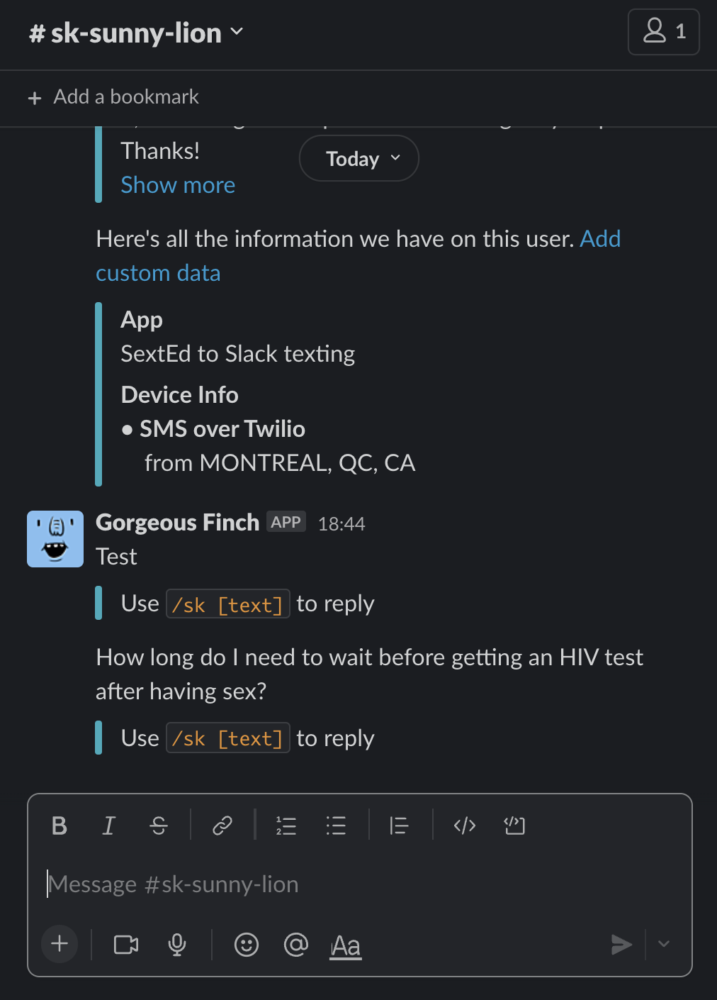 # sk-sunny-lion
1
+ Add a bookmark
Thanks!
Today
Show more
Here's all the information we have on this user. Add
custom data
App
SextEd to Slack texting
Device Info
● SMS over Twilio
from MONTREAL, QC, CA
Gorgeous Finch APP 18:44
Test
Use /sk [text] to reply
How long do I need to wait before getting an HIV test
after having sex?
Use /sk [text] to reply
B I S
Message #sk-sunny-lion
Aa